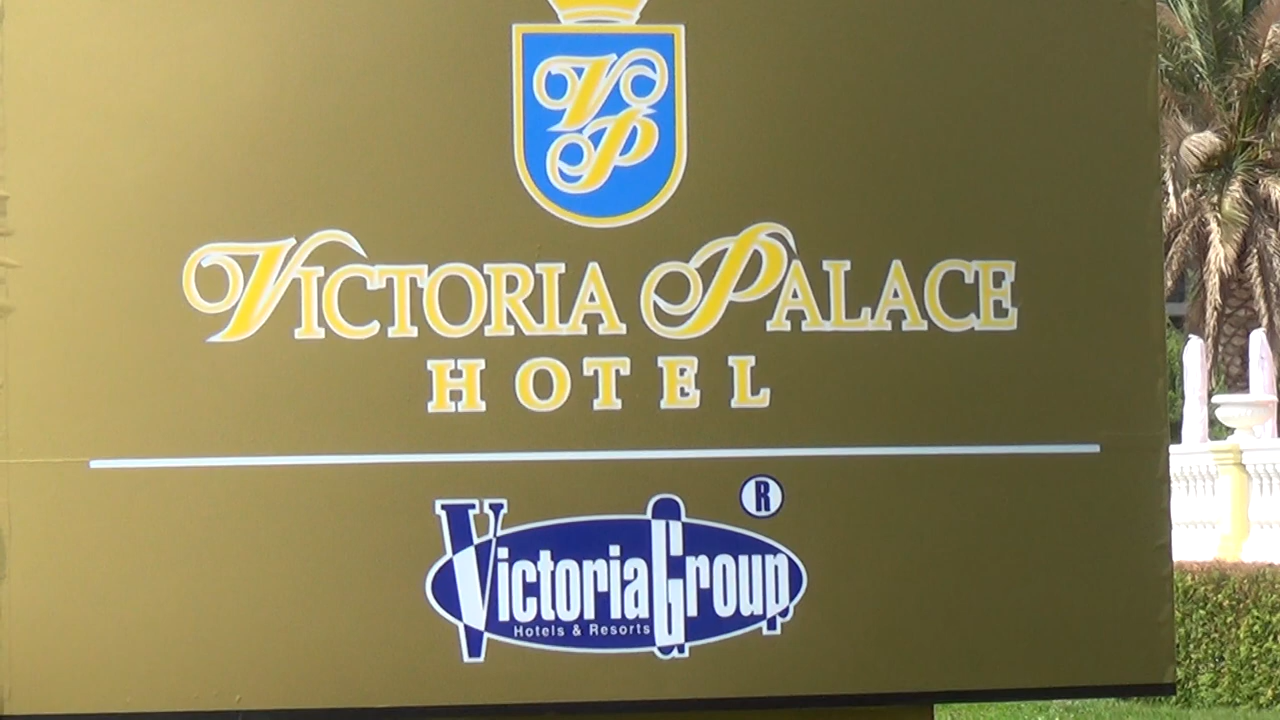 VP
VICTORIA PALACE
HOTEL
R
VictoriaGroup
Hotels & Resorts